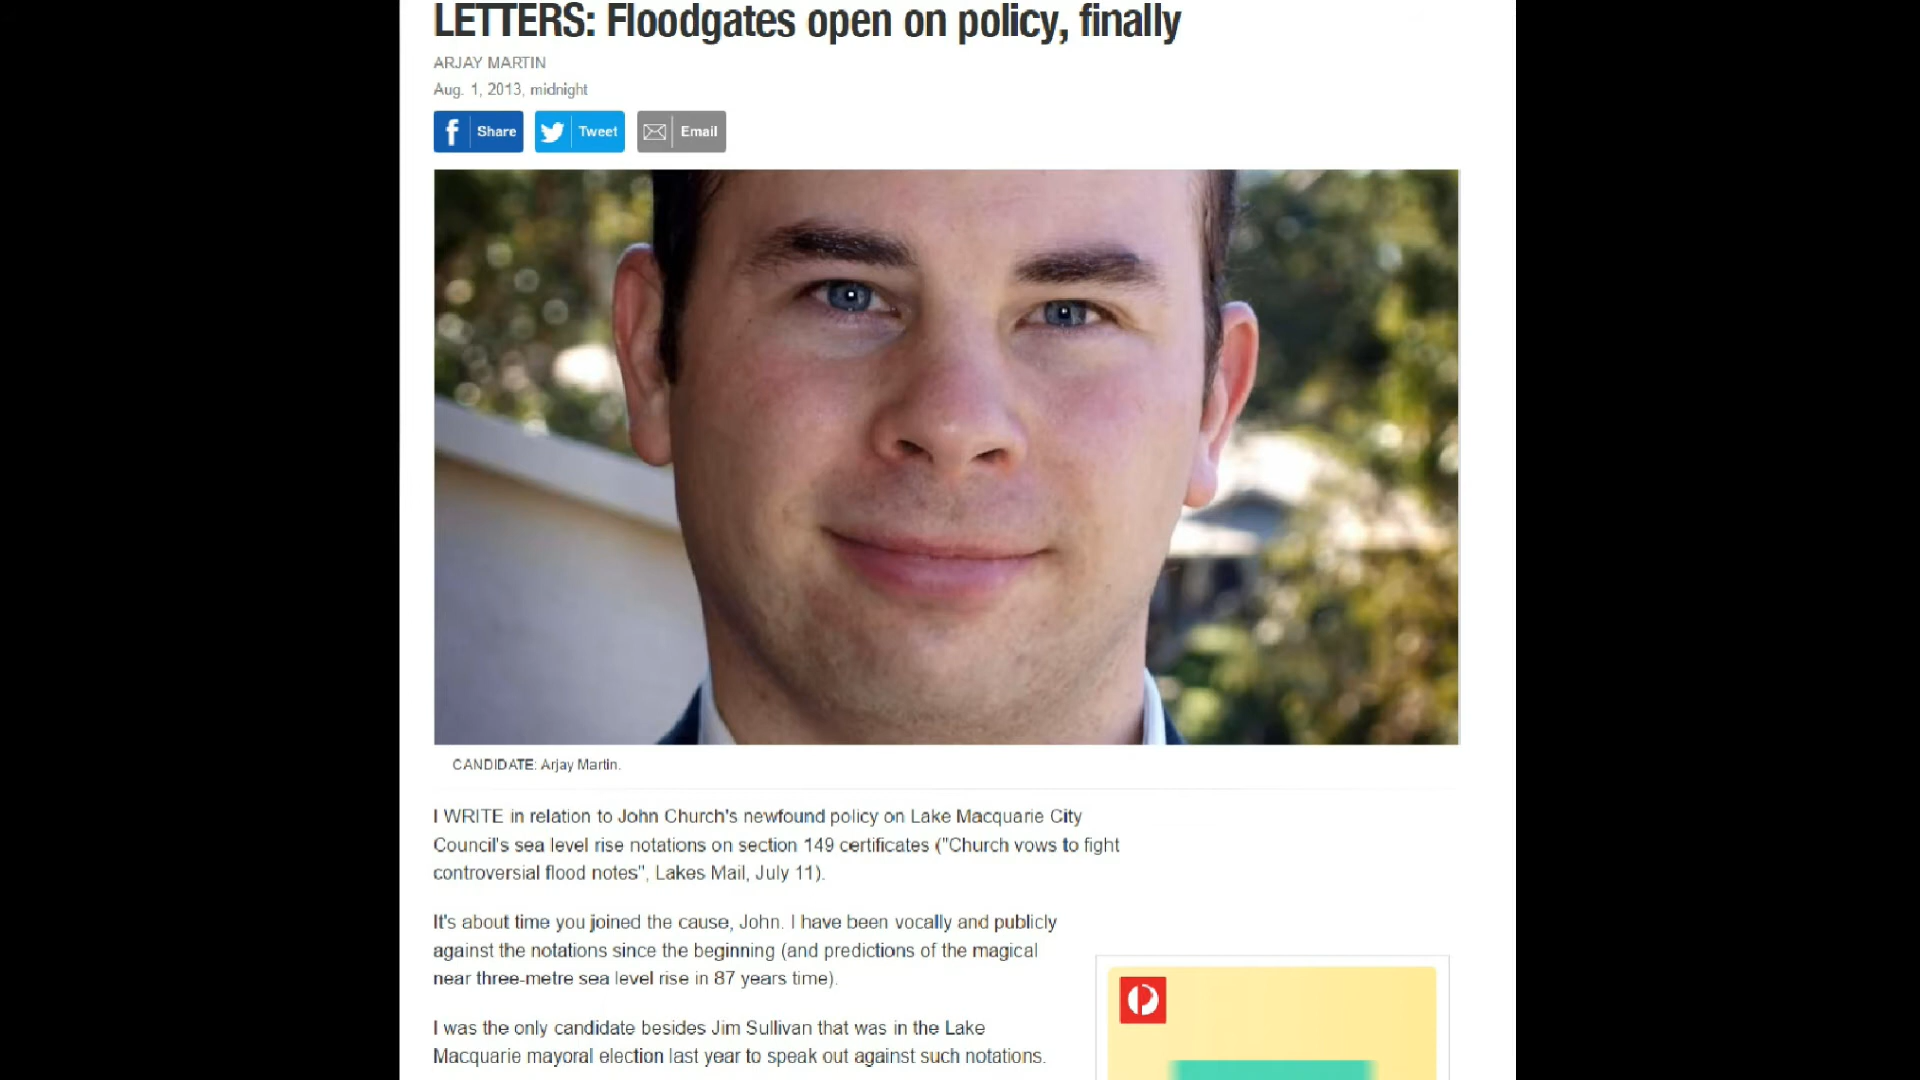 LETTERS: Floodgates open on policy, finally
ARJAY MARTIN
Aug. 1, 2013, midnight
Share Tweet Email
CANDIDATE: Arjay Martin.
I WRITE in relation to John Church's newfound policy on Lake Macquarie City
Council's sea level rise notations on section 149 certificates ("Church vows to fight
controversial flood notes", Lakes Mail, July 11).
It's about time you joined the cause, John. I have been vocally and publicly
against the notations since the beginning (and predictions of the magical
near three-metre sea level rise in 87 years time).
I was the only candidate besides Jim Sullivan that was in the Lake
Macquarie mayoral election last year to speak out against such notations.